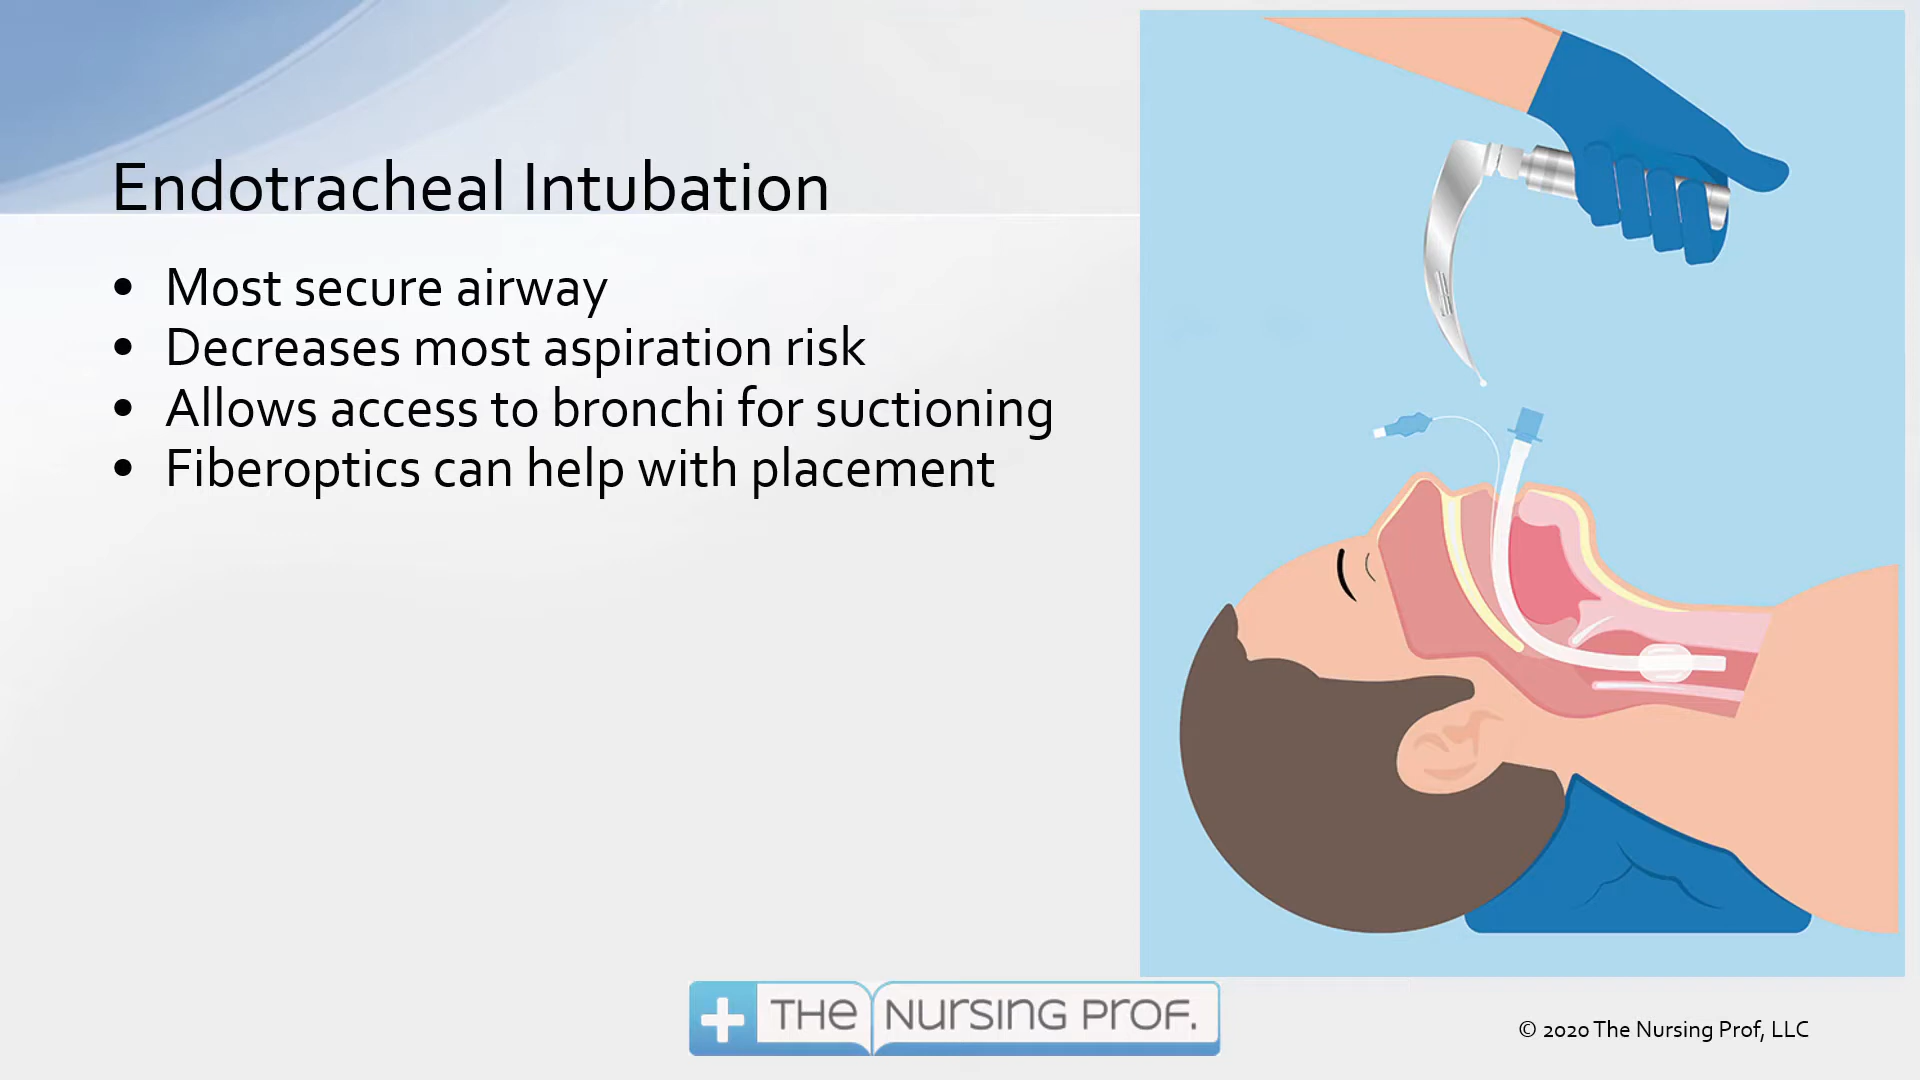 Endotracheal Intubation
• Most secure airway
• Decreases most aspiration risk
• Allows access to bronchi for suctioning
• Fiberoptics can help with placement
THE NURSING PROF.
© 2020 The Nursing Prof, LLC